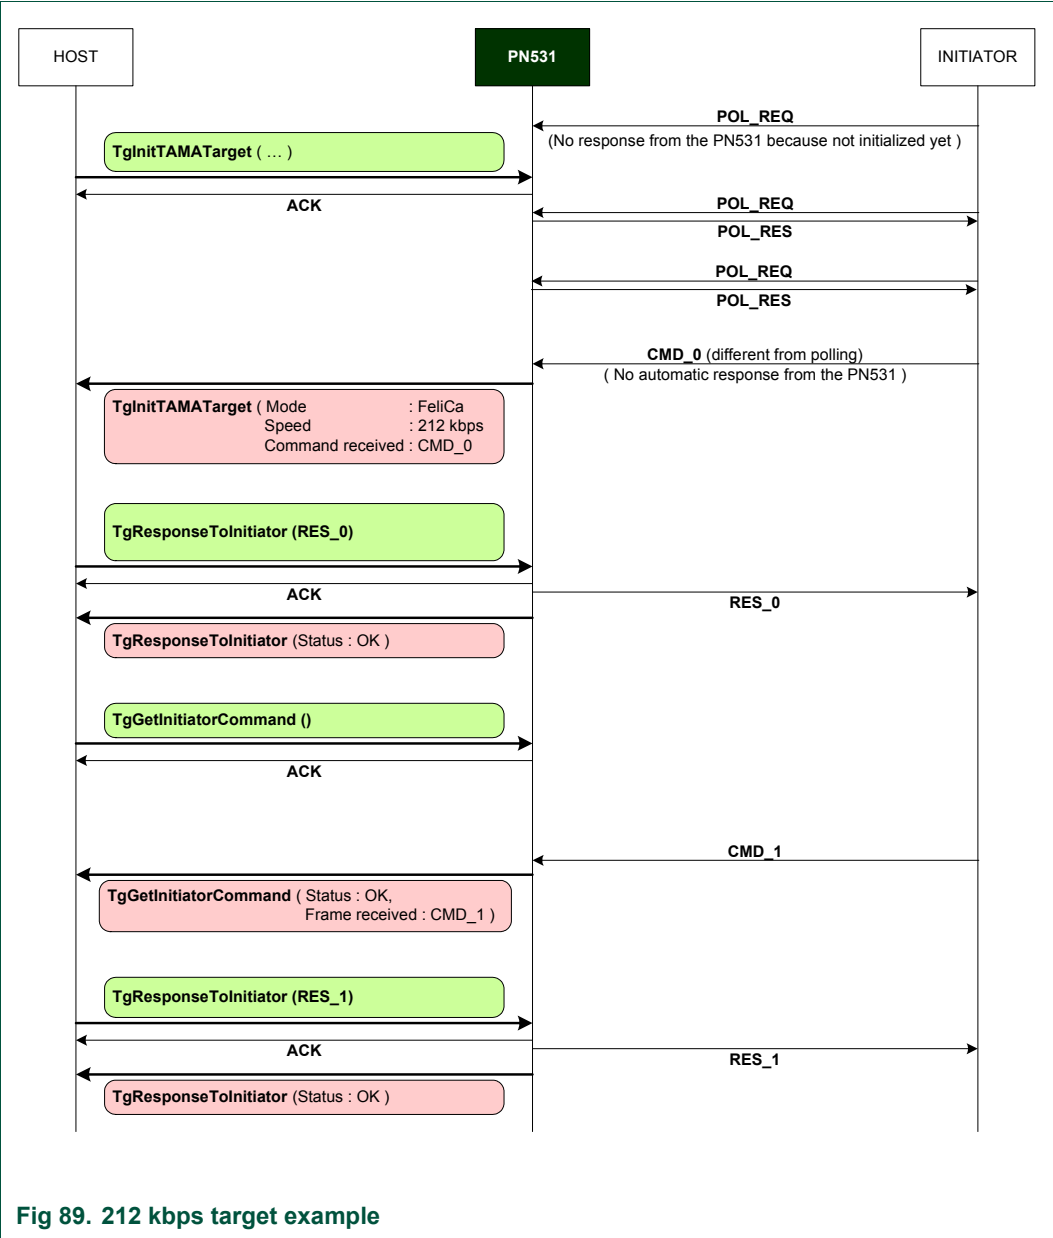 HOST
PN531
INITIATOR
POL_REQ
(No response from the PN531 because not initialized yet )
TgInitTAMATarget ( … )
ACK
POL_REQ
POL_RES
POL_REQ
POL_RES
CMD_0 (different from polling)
( No automatic response from the PN531 )
TgInitTAMATarget ( Mode : FeliCa
Speed : 212 kbps
Command received : CMD_0
TgResponseToInitiator (RES_0)
ACK
RES_0
TgResponseToInitiator (Status : OK )
TgGetInitiatorCommand ()
ACK
CMD_1
TgGetInitiatorCommand ( Status : OK,
Frame received : CMD_1 )
TgResponseToInitiator (RES_1)
ACK
RES_1
TgResponseToInitiator (Status : OK )
Fig 89. 212 kbps target example